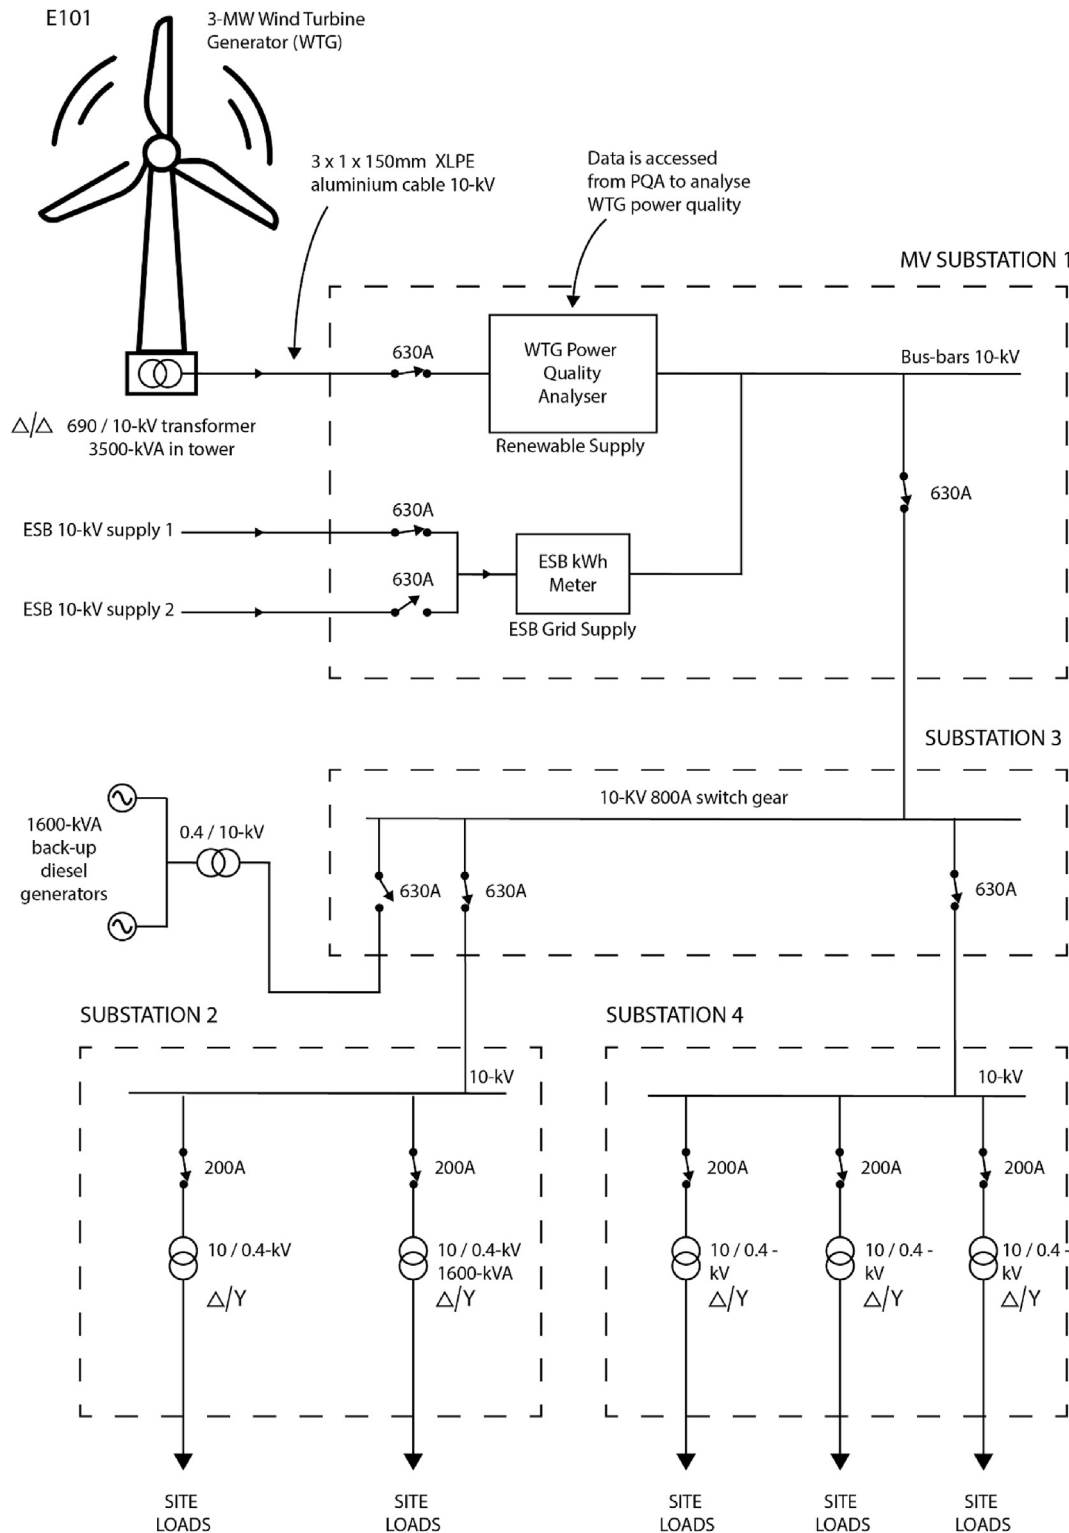 E101
3-MW Wind Turbine
Generator (WTG)
3 x 1 x 150mm XLPE
aluminium cable 10-kV
Data is accessed
from PQA to analyse
WTG power quality
MV SUBSTATION 1
630A
WTG Power
Quality
Analyser
Bus-bars 10-kV
Renewable Supply
△/△ 690 / 10-kV transformer
3500-kVA in tower
630A
630A
ESB 10-kV supply 1
ESB kWh
Meter
630A
ESB 10-kV supply 2
ESB Grid Supply
SUBSTATION 3
10-KV 800A switch gear
1600-kVA
back-up
diesel
generators
0.4 / 10-kV
630A
630A
630A
SUBSTATION 2
SUBSTATION 4
10-kV
10-kV
200A
200A
200A
200A
200A
10 / 0.4-kV
△/Y
10 / 0.4-kV
1600-kVA
△/Y
10 / 0.4 -
kV
△/Y
10 / 0.4 -
kV
△/Y
10 / 0.4 -
kV
△/Y
SITE
LOADS
SITE
LOADS
SITE
LOADS
SITE
LOADS
SITE
LOADS